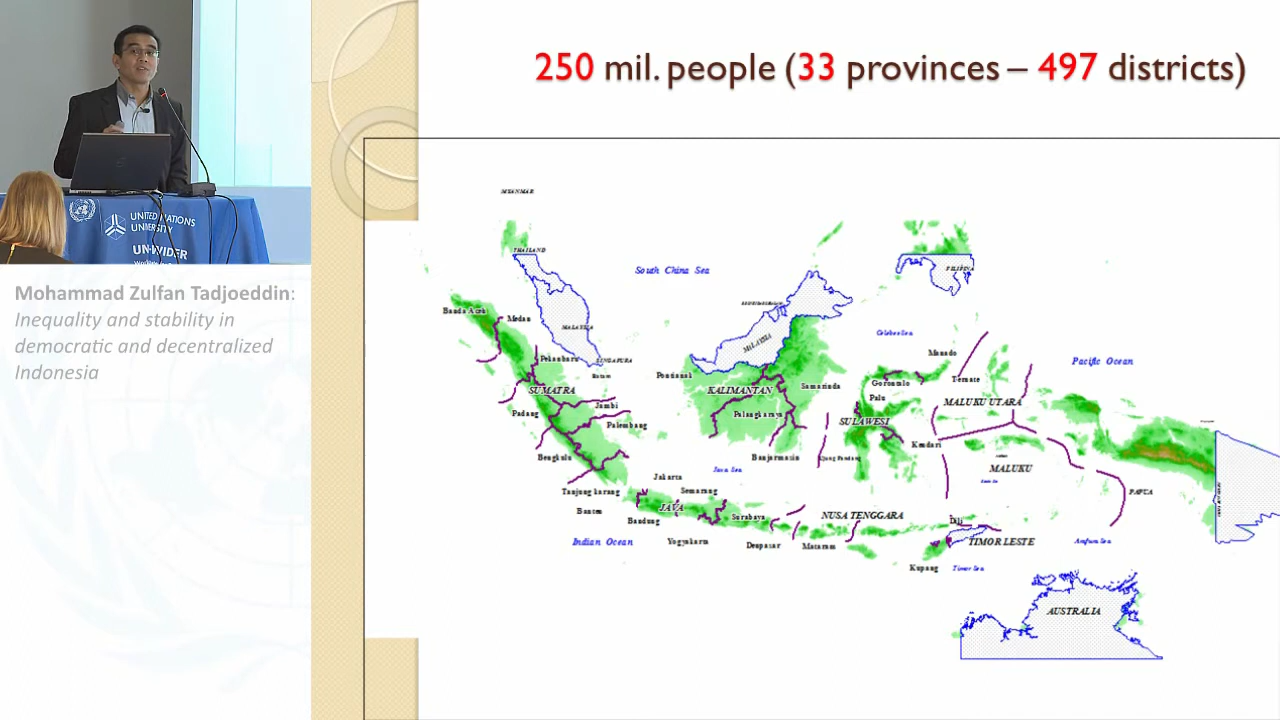 250 mil. people (33 provinces – 497 districts)
UNITED NATIONS
UNIVERSITY
UNU-WIDER
Mohammad Zulfan Tadjoeddin:
Inequality and stability in
democratic and decentralized
Indonesia
MYANMAR
THAILAND
South China Sea
PILIPINA
Banda Aceh
Medan
MALAYSIA
MALAYSIA
Celebes Sea
Pekanbaru
SINGAPURA
Batam
Pontianak
Manado
Pacific Ocean
SUMATRA
KALIMANTAN
Samarinda
Gorontalo
Ternate
Palu
MALUKU UTARA
Padang
Jambi
Palangkaraya
SULAWESI
Palembang
Kendari
Bengkulu
Banjarmasin
Ujung Pandang
MALUKU
Java Sea
Jakarta
Tanjung karang
Semarang
PAPUA
Banten
JAVA
Bandung
Surabaya
NUSA TENGGARA
Dili
Indian Ocean
Yogyakarta
Denpasar
Mataram
TIMOR LESTE
Arafura Sea
Kupang
Timor Sea
AUSTRALIA